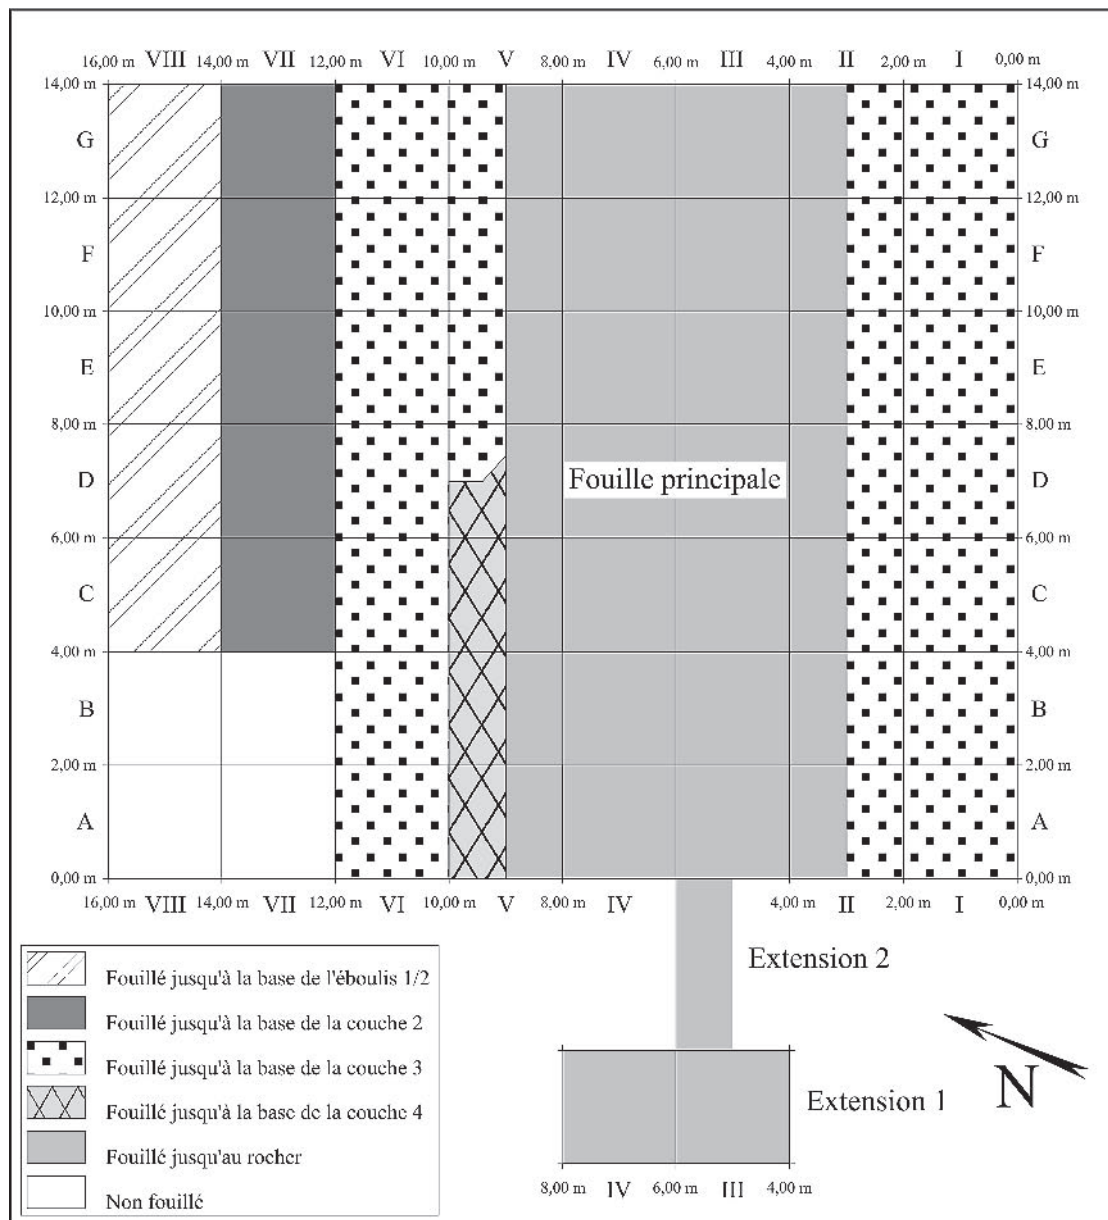 16,00 m VIII 14,00 m VII 12,00 m VI 10,00 m V 8,00 m IV 6,00 m III 4,00 m II 2,00 m I 0,00 m
14,00 m 14,00 m
G G
12,00 m 12,00 m
F F
10,00 m 10,00 m
E E
8,00 m 8,00 m
D Fouille principale D
6,00 m 6,00 m
C C
4,00 m 4,00 m
B B
2,00 m 2,00 m
A A
0,00 m 0,00 m
16,00 m VIII 14,00 m VII 12,00 m VI 10,00 m V 8,00 m IV 4,00 m II 2,00 m I 0,00 m
Extension 2
N
Extension 1
8,00 m IV 6,00 m III 4,00 m
Fouillé jusqu'à la base de l'éboulis 1/2
Fouillé jusqu'à la base de la couche 2
Fouillé jusqu'à la base de la couche 3
Fouillé jusqu'à la base de la couche 4
Fouillé jusqu'au rocher
Non fouillé